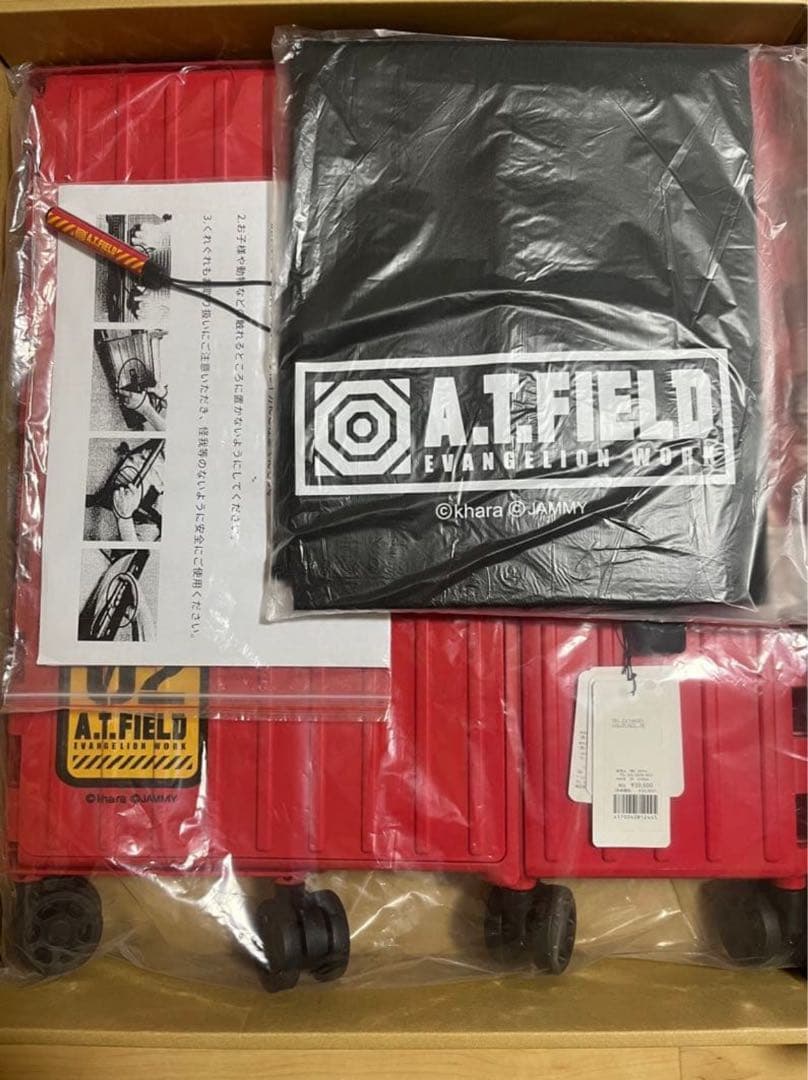 A.T.FIELD
2.お子様や動物などの触れるところに置かないようにしてください。
3.くれぐれもお取り扱いにご注意いただき、怪我等のないように安全にご使用ください。
A.T.FIELD
EVANGELION WORK
©khara ©JAMMY
02
A.T.FIELD
EVANGELION WORK
©khara ©JAMMY